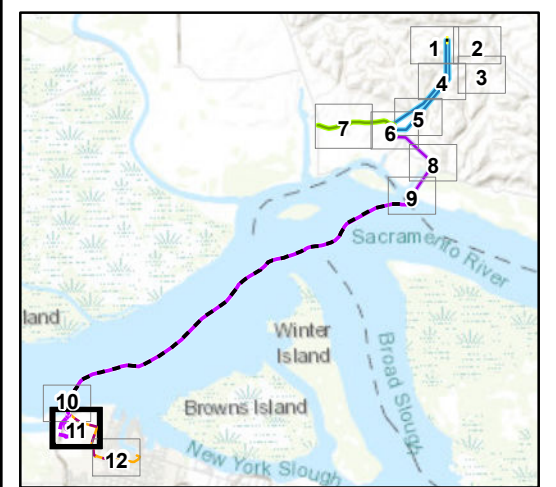 1
2
3
4
5
6
7
8
9
Sacramento River
land
Winter
Island
Broad Slough
10
Browns Island
11
12
New York Slough